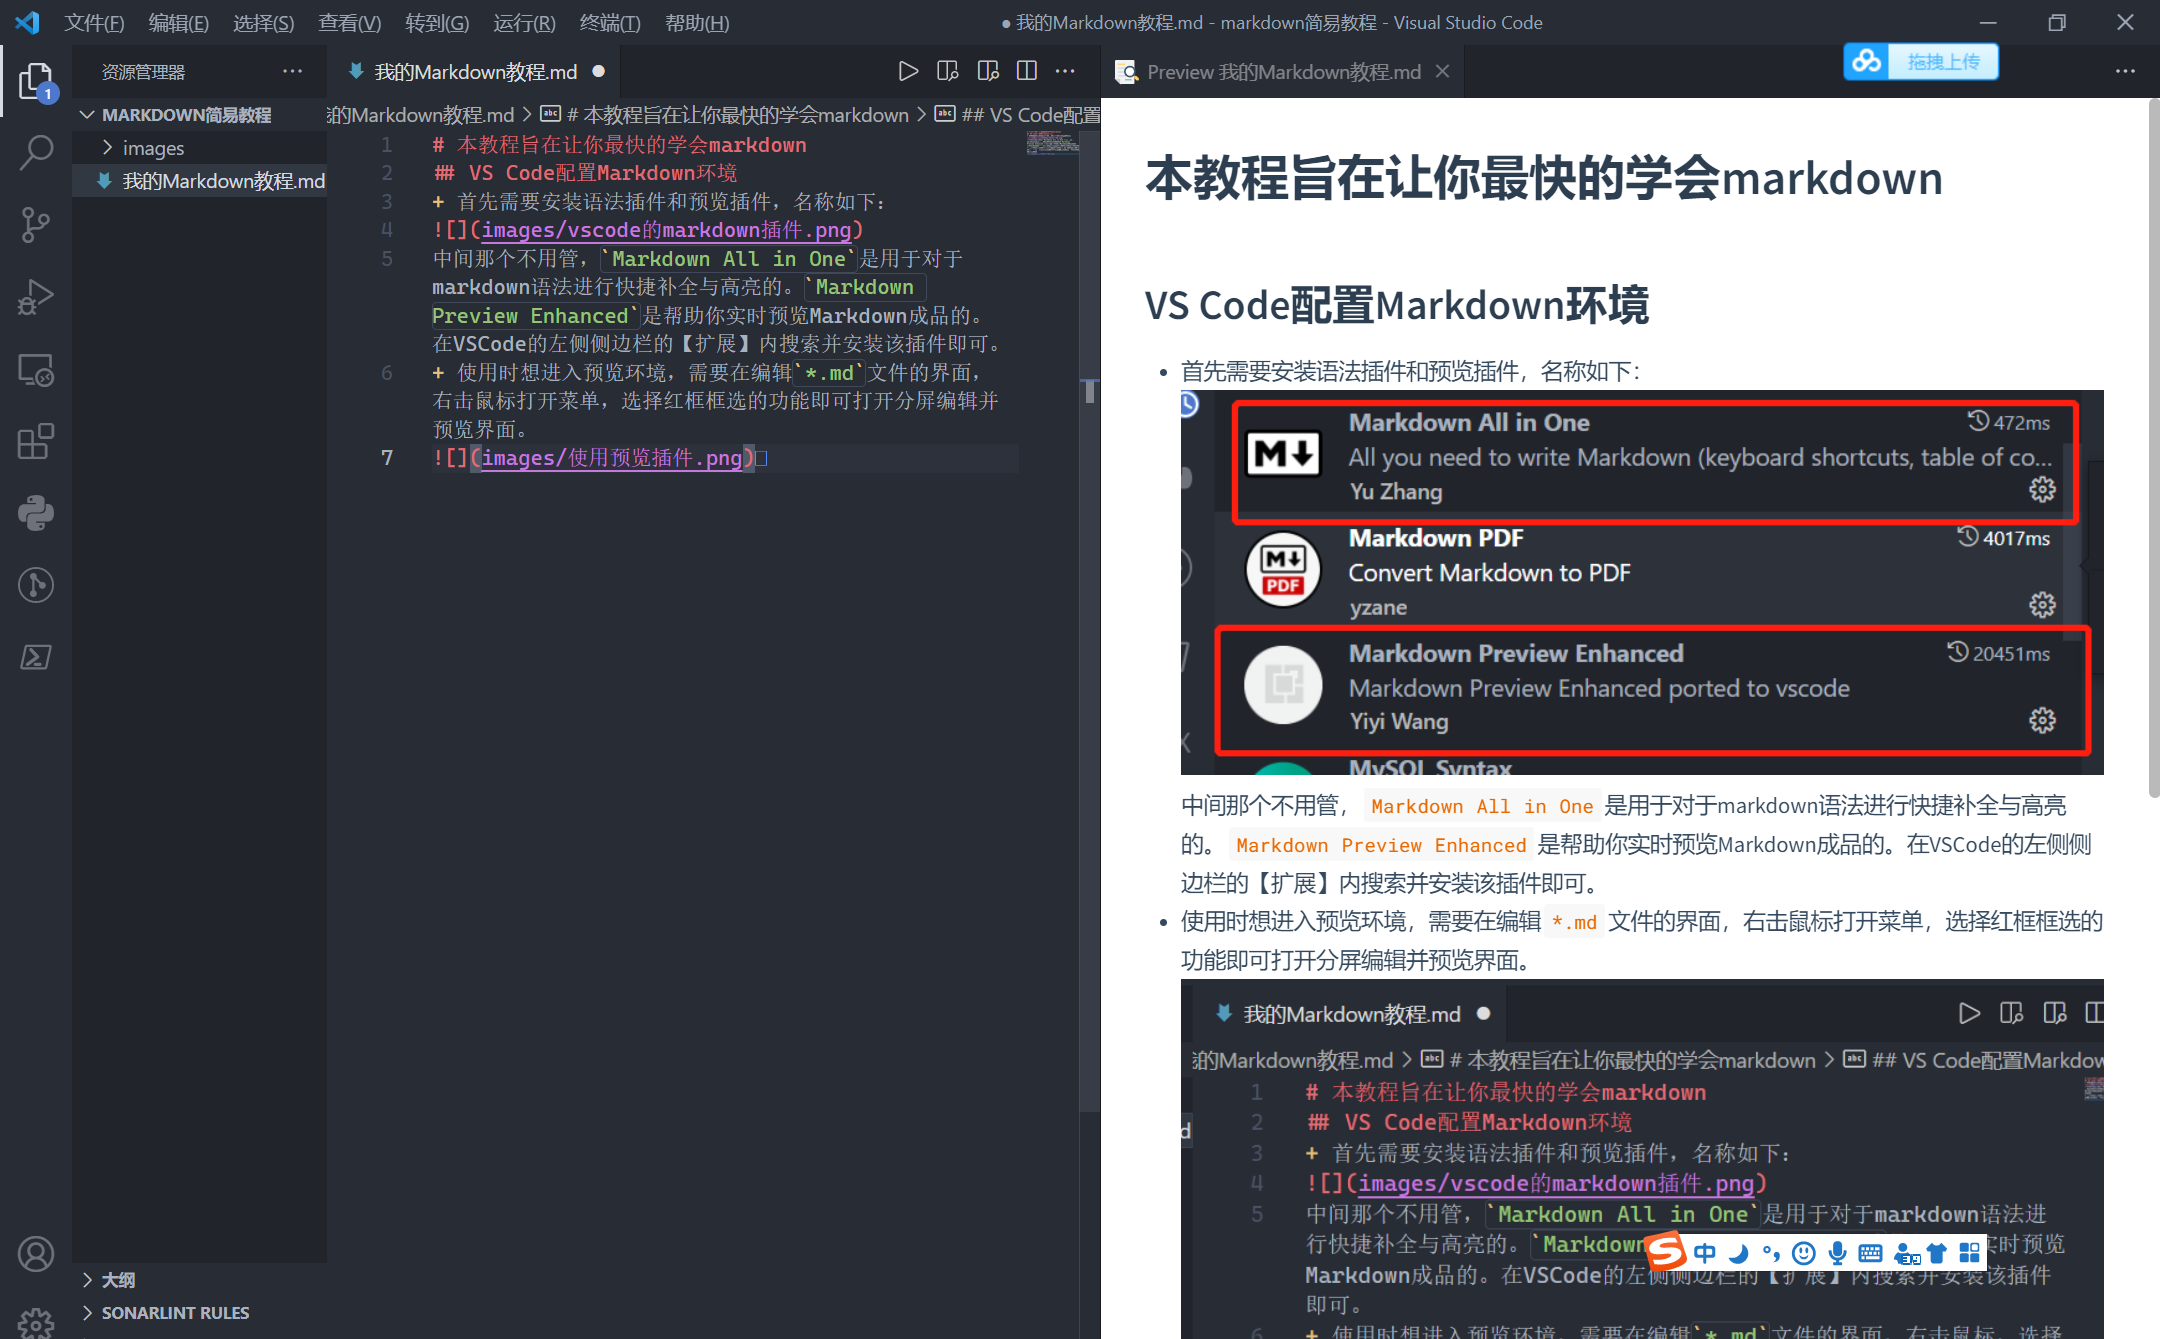 文件(F) 编辑(E) 选择(S) 查看(V) 转到(G) 运行(R) 终端(T) 帮助(H)
● 我的Markdown教程.md - markdown简易教程 - Visual Studio Code
拖拽上传
资源管理器
1
MARKDOWN简易教程
images
我的Markdown教程.md
大纲
SONARLINT RULES
我的Markdown教程.md
的Markdown教程.md > # 本教程旨在让你最快的学会markdown > ## VS Code配置
1 # 本教程旨在让你最快的学会markdown
2 ## VS Code配置Markdown环境
3 + 首先需要安装语法插件和预览插件，名称如下：
4 ![](images/vscode的markdown插件.png)
5 中间那个不用管，`Markdown All in One`是用于对于
markdown语法进行快捷补全与高亮的。`Markdown
Preview Enhanced`是帮助你实时预览Markdown成品的。
在VSCode的左侧侧边栏的【扩展】内搜索并安装该插件即可。
6 + 使用时想进入预览环境，需要在编辑`*.md`文件的界面，
右击鼠标打开菜单，选择红框框选的功能即可打开分屏编辑并
预览界面。
7 ![](images/使用预览插件.png)
Preview 我的Markdown教程.md
本教程旨在让你最快的学会markdown
VS Code配置Markdown环境
• 首先需要安装语法插件和预览插件，名称如下：
Markdown All in One 472ms
All you need to write Markdown (keyboard shortcuts, table of co...
Yu Zhang
Markdown PDF 4017ms
Convert Markdown to PDF
yzane
Markdown Preview Enhanced 20451ms
Markdown Preview Enhanced ported to vscode
Yiyi Wang
MySQL Syntax
中间那个不用管， Markdown All in One 是用于对于markdown语法进行快捷补全与高亮
的。 Markdown Preview Enhanced 是帮助你实时预览Markdown成品的。在VSCode的左侧侧
边栏的【扩展】内搜索并安装该插件即可。
• 使用时想进入预览环境，需要在编辑 *.md 文件的界面，右击鼠标打开菜单，选择红框框选的
功能即可打开分屏编辑并预览界面。
我的Markdown教程.md
的Markdown教程.md > # 本教程旨在让你最快的学会markdown > ## VS Code配置Markdow
1 # 本教程旨在让你最快的学会markdown
2 ## VS Code配置Markdown环境
3 + 首先需要安装语法插件和预览插件，名称如下：
4 ![](images/vscode的markdown插件.png)
5 中间那个不用管，`Markdown All in One`是用于对于markdown语法进
行快捷补全与高亮的。`Markdown 实时预览
中
Markdown成品的。在VSCode的左侧侧边栏的【扩展】内搜索并安装该插件
即可。
6 + 使用时想进入预览环境，需要在编辑`*.md`文件的界面，右击鼠标，选择